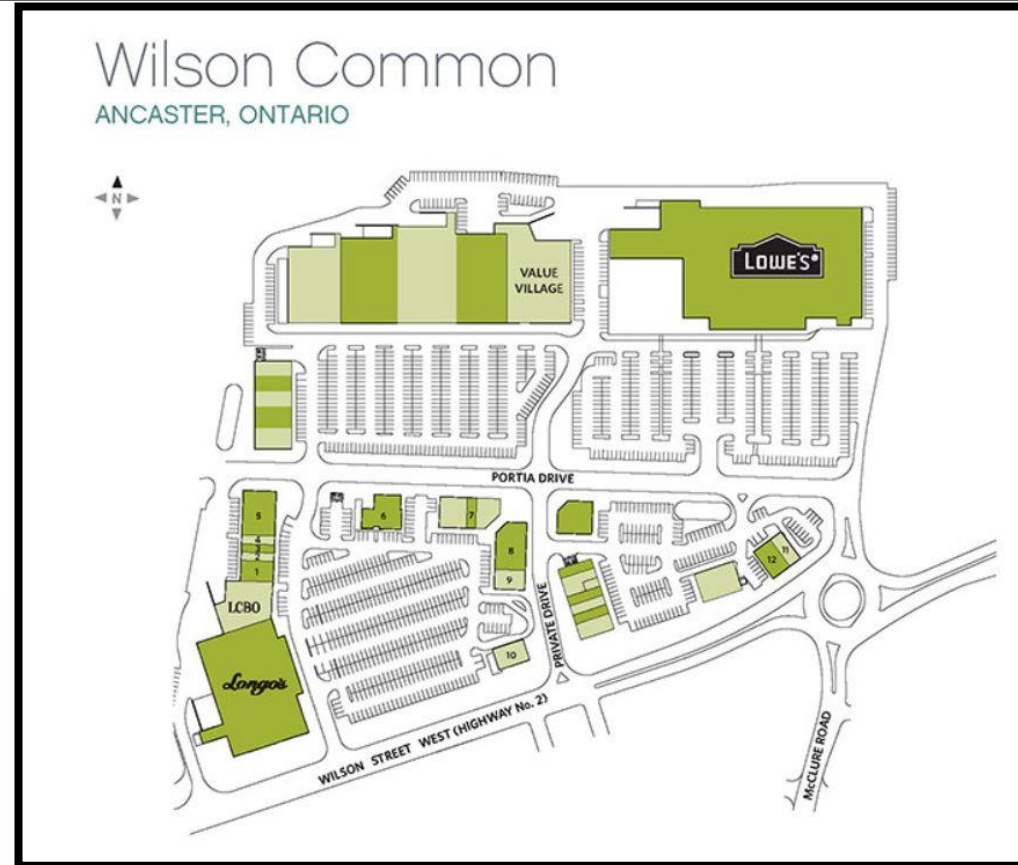 Wilson Common
ANCASTER, ONTARIO
N
VALUE
VILLAGE
LOWE'S
PORTIA DRIVE
5
4
3
2
1
6
7
8
9
10
11
12
LCBO
Longo's
PRIVATE DRIVE
WILSON STREET WEST (HIGHWAY No. 2)
McCLURE ROAD